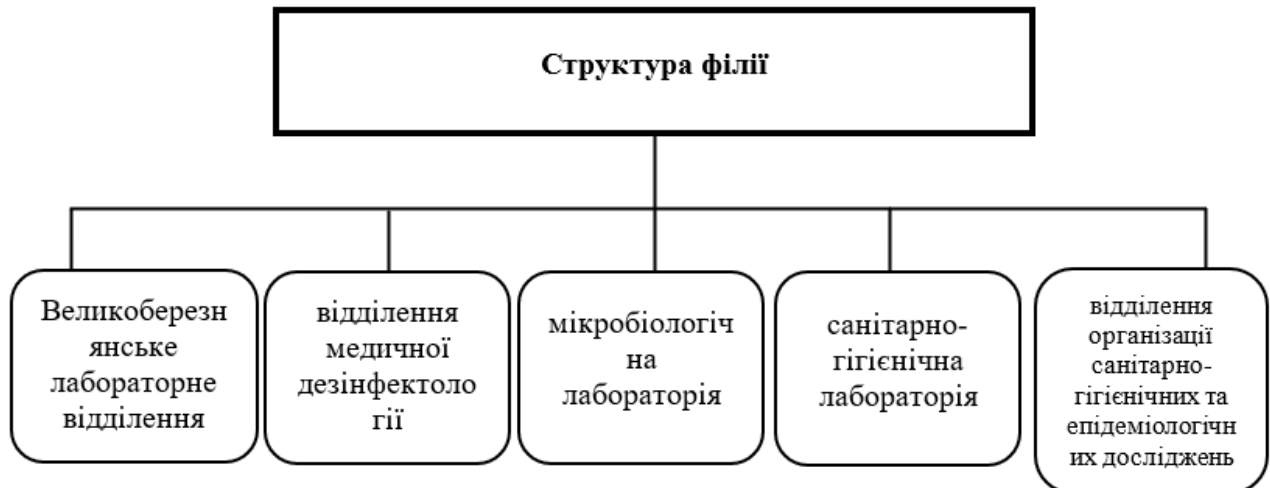 Структура філії
Великоберезн
янське
лабораторне
відділення
відділення
медичної
дезінфектоло
гії
мікробіологіч
на
лабораторія
санітарно-
гігієнічна
лабораторія
відділення
організації
санітарно-
гігієнічних та
епідеміологічн
их досліджень